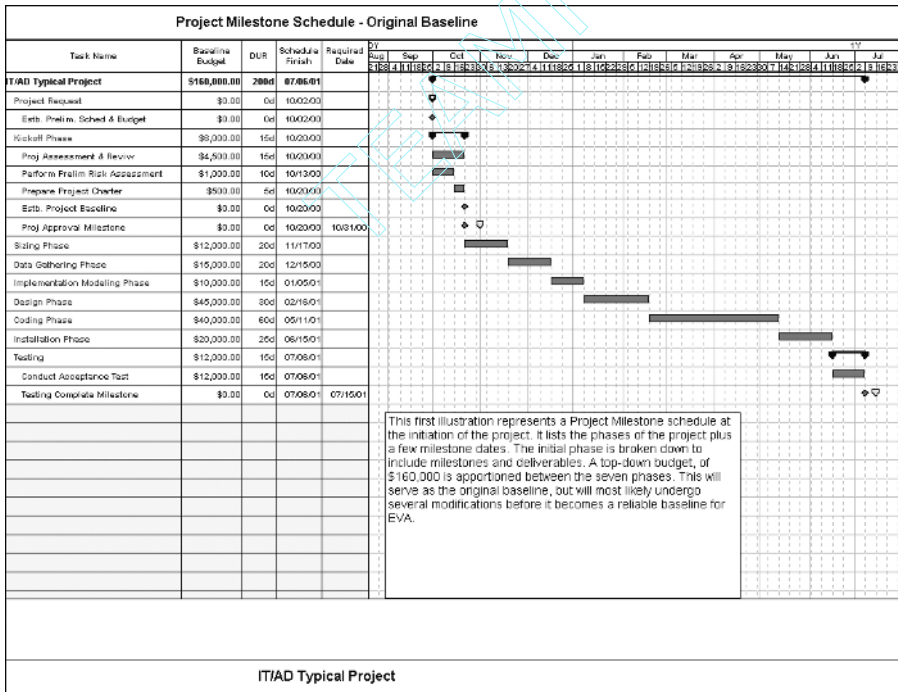 Project Milestone Schedule - Original Baseline
Task Name Baseline Budget DUR Schedule Finish Required Date
Aug Sep Oct Nov Dec Jan Feb Mar Apr May Jun Jul
IT/AD Typical Project $160,000.00 200d 07/06/01
Project Request $0.00 0d 10/02/00
Estb. Prelim. Sched & Budget $0.00 0d 10/02/00
Kickoff Phase $6,000.00 15d 10/20/00
Proj Assessment & Reviw $4,500.00 15d 10/20/00
Perform Prelim Risk Assessment $1,000.00 10d 10/13/00
Prepare Project Charter $500.00 5d 10/20/00
Estb. Project Baseline $0.00 0d 10/20/00
Proj Approval Milestone $0.00 0d 10/20/00 10/31/00
Sizing Phase $12,000.00 20d 11/17/00
Data Gathering Phase $15,000.00 20d 12/15/00
Implementation Modeling Phase $10,000.00 15d 01/05/01
Design Phase $45,000.00 30d 02/16/01
Coding Phase $40,000.00 60d 05/11/01
Installation Phase $20,000.00 25d 06/15/01
Testing $12,000.00 15d 07/06/01
Conduct Acceptance Test $12,000.00 15d 07/06/01
Testing Complete Milestone $0.00 0d 07/06/01 07/15/01
This first illustration represents a Project Milestone schedule at
the initiation of the project. It lists the phases of the project plus
a few milestone dates. The initial phase is broken down to
include milestones and deliverables. A top-down budget, of
$160,000 is apportioned between the seven phases. This will
serve as the original baseline, but will most likely undergo
several modifications before it becomes a reliable baseline for
EVA.
IT/AD Typical Project